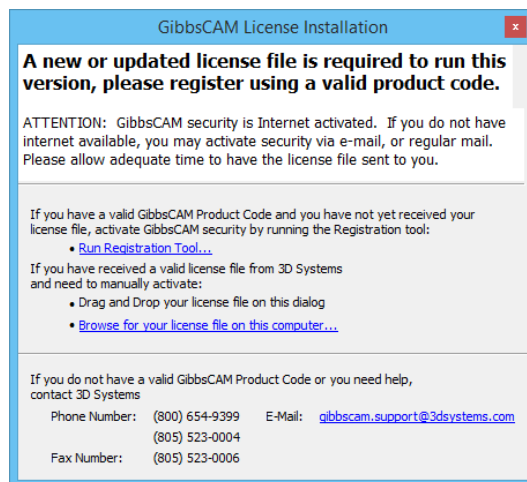 GibbsCAM License Installation
x
A new or updated license file is required to run this
version, please register using a valid product code.
ATTENTION: GibbsCAM security is Internet activated. If you do not have
internet available, you may activate security via e-mail, or regular mail.
Please allow adequate time to have the license file sent to you.
If you have a valid GibbsCAM Product Code and you have not yet received your
license file, activate GibbsCAM security by running the Registration tool:
• Run Registration Tool...
If you have received a valid license file from 3D Systems
and need to manually activate:
• Drag and Drop your license file on this dialog
• Browse for your license file on this computer...
If you do not have a valid GibbsCAM Product Code or you need help,
contact 3D Systems
Phone Number: (800) 654-9399 E-Mail: gibbscam.support@3dsystems.com
(805) 523-0004
Fax Number: (805) 523-0006